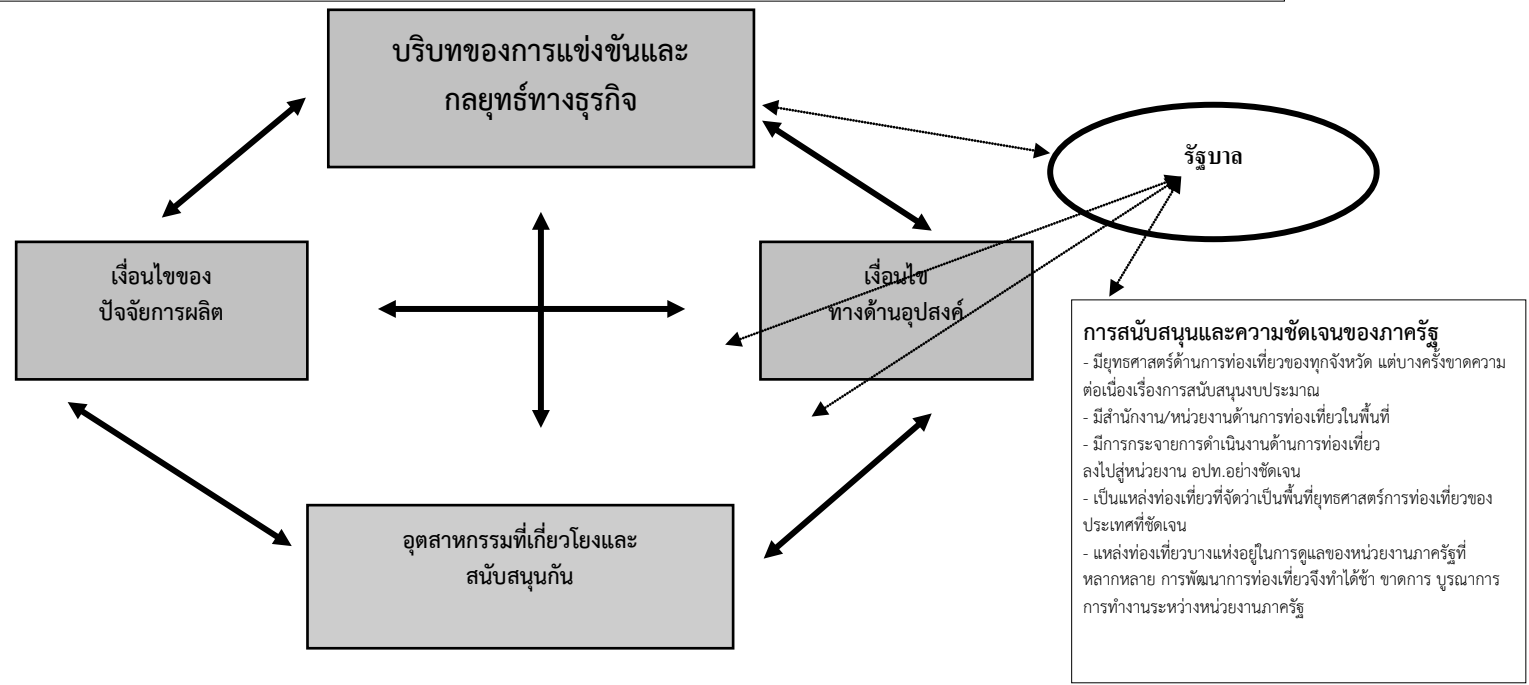 บริบทของการแข่งขันและ
กลยุทธ์ทางธุรกิจ
รัฐบาล
เงื่อนไขของ
ปัจจัยการผลิต
เงื่อนไข
ทางด้านอุปสงค์
การสนับสนุนและความชัดเจนของภาครัฐ
- มียุทธศาสตร์ด้านการท่องเที่ยวของทุกจังหวัด แต่บางครั้งขาดความ
ต่อเนื่องเรื่องการสนับสนุนงบประมาณ
- มีสำนักงาน/หน่วยงานด้านการท่องเที่ยวในพื้นที่
- มีการกระจายการดำเนินงานด้านการท่องเที่ยว
ลงไปสู่หน่วยงาน อปท.อย่างชัดเจน
- เป็นแหล่งท่องเที่ยวที่จัดว่าเป็นพื้นที่ยุทธศาสตร์การท่องเที่ยวของ
ประเทศที่ชัดเจน
- แหล่งท่องเที่ยวบางแห่งอยู่ในการดูแลของหน่วยงานภาครัฐที่
หลากหลาย การพัฒนาการท่องเที่ยวจึงทำได้ช้า ขาดการ บูรณาการ
การทำงานระหว่างหน่วยงานภาครัฐ
อุตสาหกรรมที่เกี่ยวโยงและ
สนับสนุนกัน